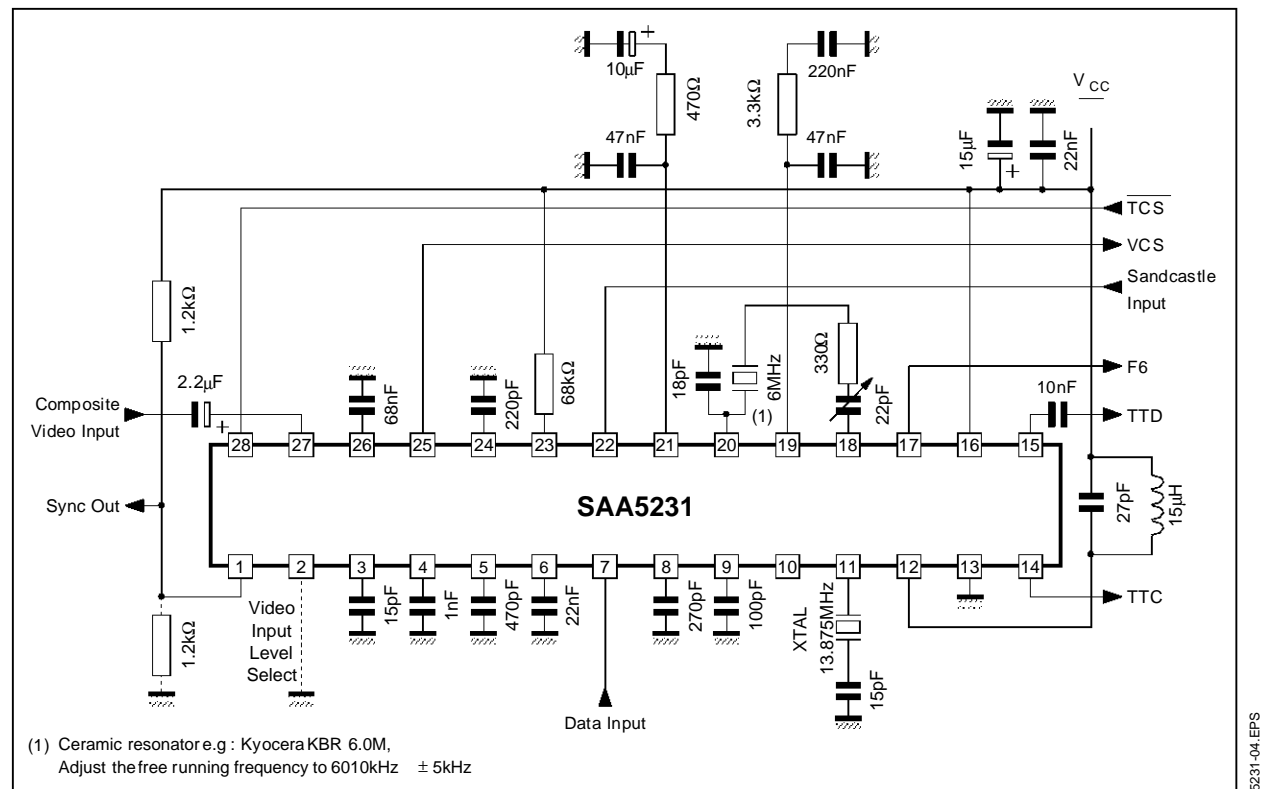 10µF
+
470Ω
47nF
220nF
3.3kΩ
47nF
V CC
15µF
+
22nF
TCS
VCS
Sandcastle
Input
1.2kΩ
2.2µF
+
Composite
Video Input
68nF
220pF
68kΩ
18pF
6MHz
(1)
330Ω
22pF
F6
10nF
TTD
28 27 26 25 24 23 22 21 20 19 18 17 16 15
Sync Out
SAA5231
27pF
15µH
1 2 3 4 5 6 7 8 9 10 11 12 13 14
TTC
1.2kΩ
Video
Input
Level
Select
15pF
1nF
470pF
22nF
270pF
100pF
XTAL
13.875MHz
15pF
Data Input
(1) Ceramic resonator e.g : Kyocera KBR 6.0M,
Adjust the free running frequency to 6010kHz ± 5kHz
5231-04.EPS